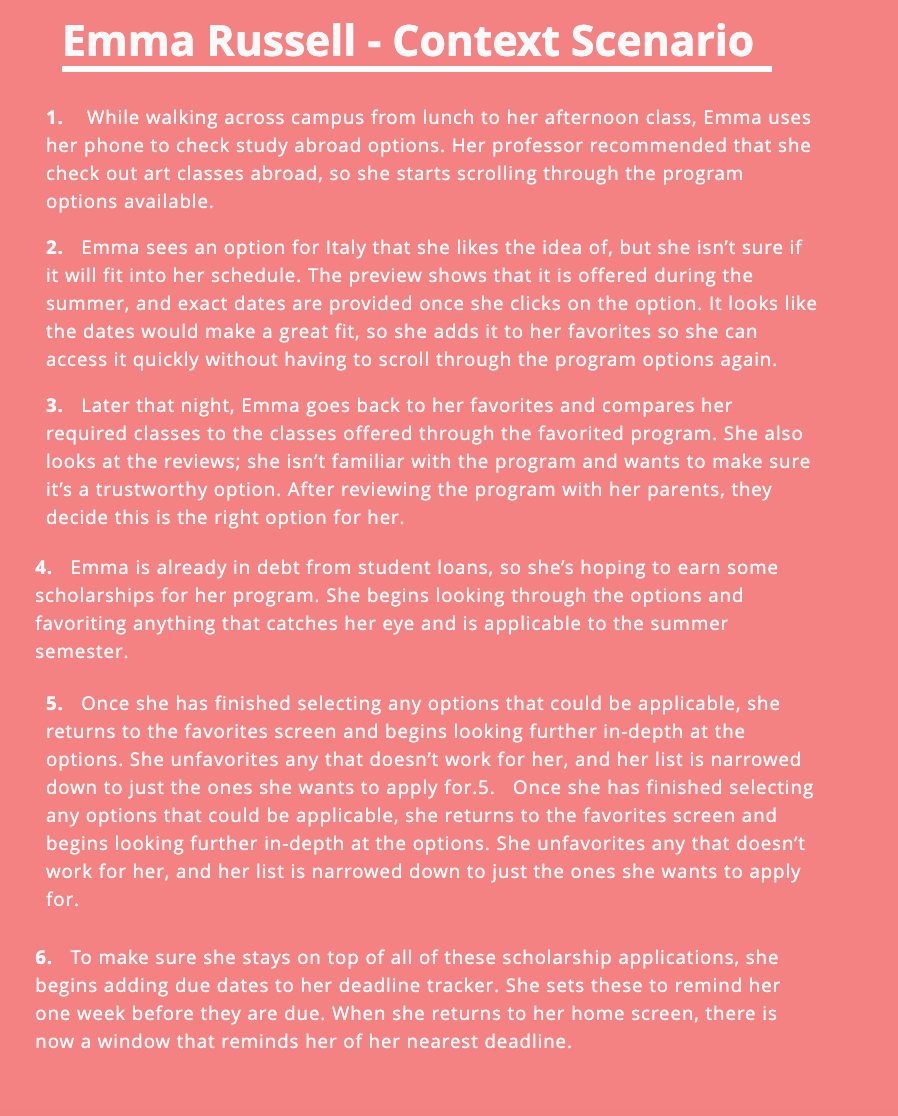 Emma Russell - Context Scenario
1. While walking across campus from lunch to her afternoon class, Emma uses
her phone to check study abroad options. Her professor recommended that she
check out art classes abroad, so she starts scrolling through the program
options available.
2. Emma sees an option for Italy that she likes the idea of, but she isn’t sure if
it will fit into her schedule. The preview shows that it is offered during the
summer, and exact dates are provided once she clicks on the option. It looks like
the dates would make a great fit, so she adds it to her favorites so she can
access it quickly without having to scroll through the program options again.
3. Later that night, Emma goes back to her favorites and compares her
required classes to the classes offered through the favorited program. She also
looks at the reviews; she isn’t familiar with the program and wants to make sure
it’s a trustworthy option. After reviewing the program with her parents, they
decide this is the right option for her.
4. Emma is already in debt from student loans, so she’s hoping to earn some
scholarships for her program. She begins looking through the options and
favoriting anything that catches her eye and is applicable to the summer
semester.
5. Once she has finished selecting any options that could be applicable, she
returns to the favorites screen and begins looking further in-depth at the
options. She unfavorites any that doesn’t work for her, and her list is narrowed
down to just the ones she wants to apply for.5. Once she has finished selecting
any options that could be applicable, she returns to the favorites screen and
begins looking further in-depth at the options. She unfavorites any that doesn’t
work for her, and her list is narrowed down to just the ones she wants to apply
for.
6. To make sure she stays on top of all of these scholarship applications, she
begins adding due dates to her deadline tracker. She sets these to remind her
one week before they are due. When she returns to her home screen, there is
now a window that reminds her of her nearest deadline.